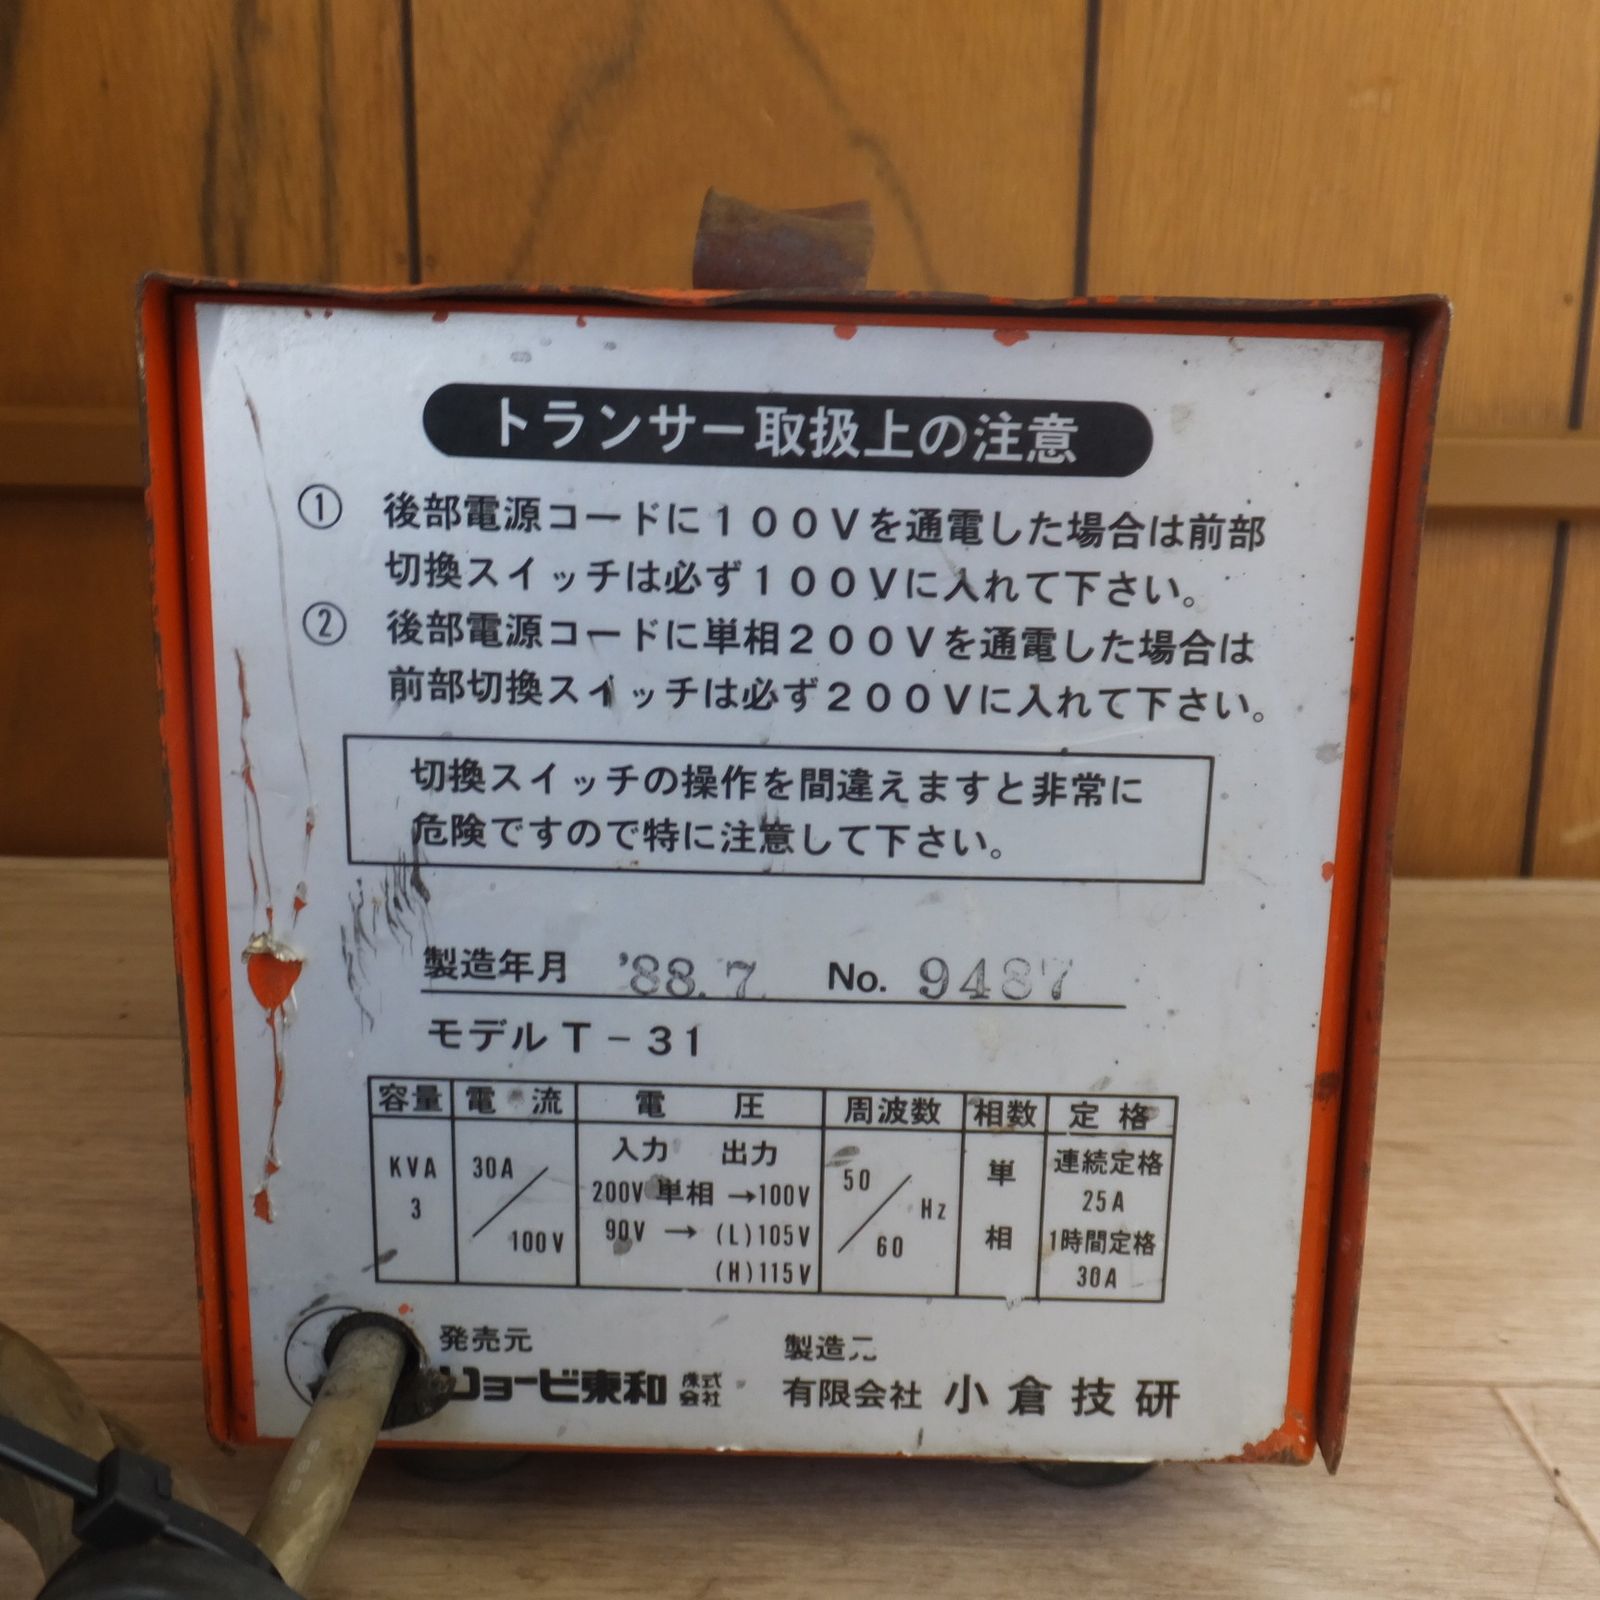 トランサー取扱上の注意
① 後部電源コードに100Vを通電した場合は前部
切換スイッチは必ず100Vに入れて下さい。
② 後部電源コードに単相200Vを通電した場合は
前部切換スイッチは必ず200Vに入れて下さい。
切換スイッチの操作を間違えますと非常に
危険ですので特に注意して下さい。
製造年月 '88.7 No. 9487
モデル T-31
容量 電流 電圧 周波数 相数 定格
KVA 3
30A/100V
入力 出力
200V 単相 →100V
90V → (L)105V
(H)115V
50/60 Hz
単相
連続定格
25A
1時間定格
30A
発売元
リョービ東和 株式会社
製造元
有限会社 小倉技研